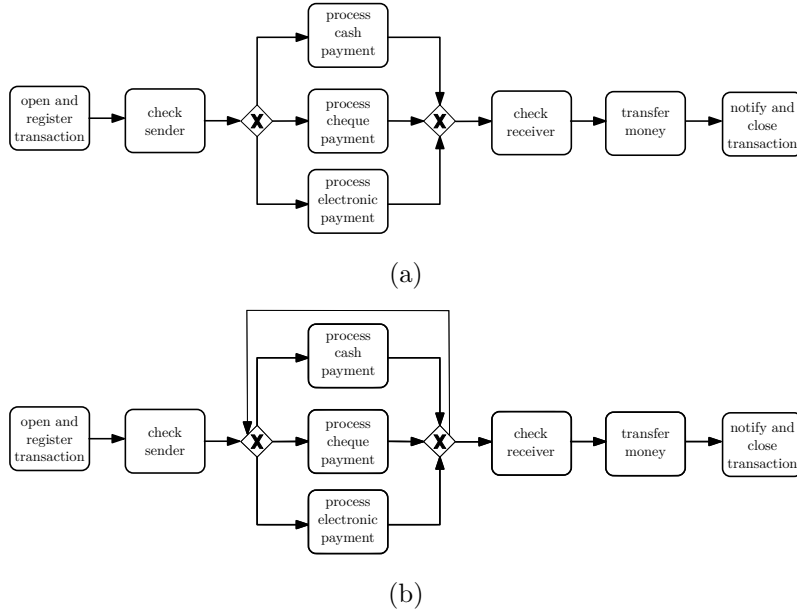 process
cash
payment
open and
register
transaction
check
sender
X
process
cheque
payment
X
check
receiver
transfer
money
notify and
close
transaction
process
electronic
payment
(a)
process
cash
payment
open and
register
transaction
check
sender
X
process
cheque
payment
X
check
receiver
transfer
money
notify and
close
transaction
process
electronic
payment
(b)